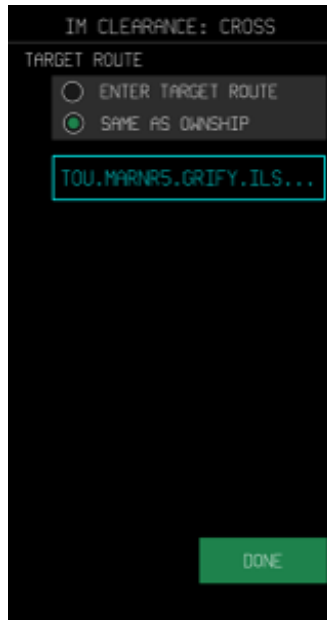 IM CLEARANCE: CROSS
TARGET ROUTE
ENTER TARGET ROUTE
SAME AS OWNSHIP
TOU.MARNR5.GRIFY.ILS...
DONE